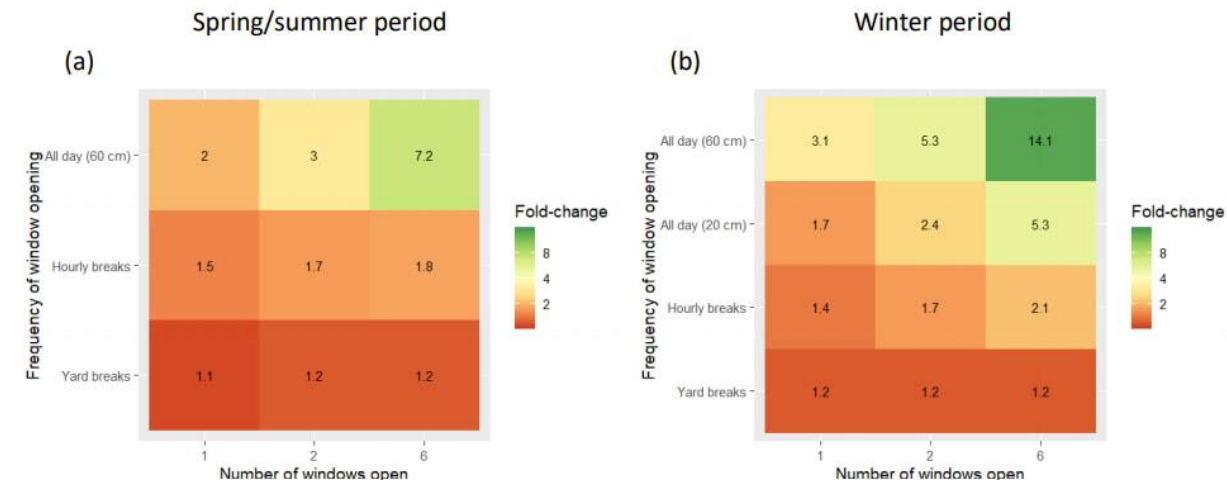 Spring/summer period
(a)
Frequency of window opening
All day (60 cm)
2
3
7.2
Hourly breaks
1.5
1.7
1.8
Yard breaks
1.1
1.2
1.2
1
2
6
Number of windows open
Fold-change
8
4
2
Winter period
(b)
Frequency of window opening
All day (60 cm)
3.1
5.3
14.1
All day (20 cm)
1.7
2.4
5.3
Hourly breaks
1.4
1.7
2.1
Yard breaks
1.2
1.2
1.2
1
2
6
Number of windows open
Fold-change
8
4
2